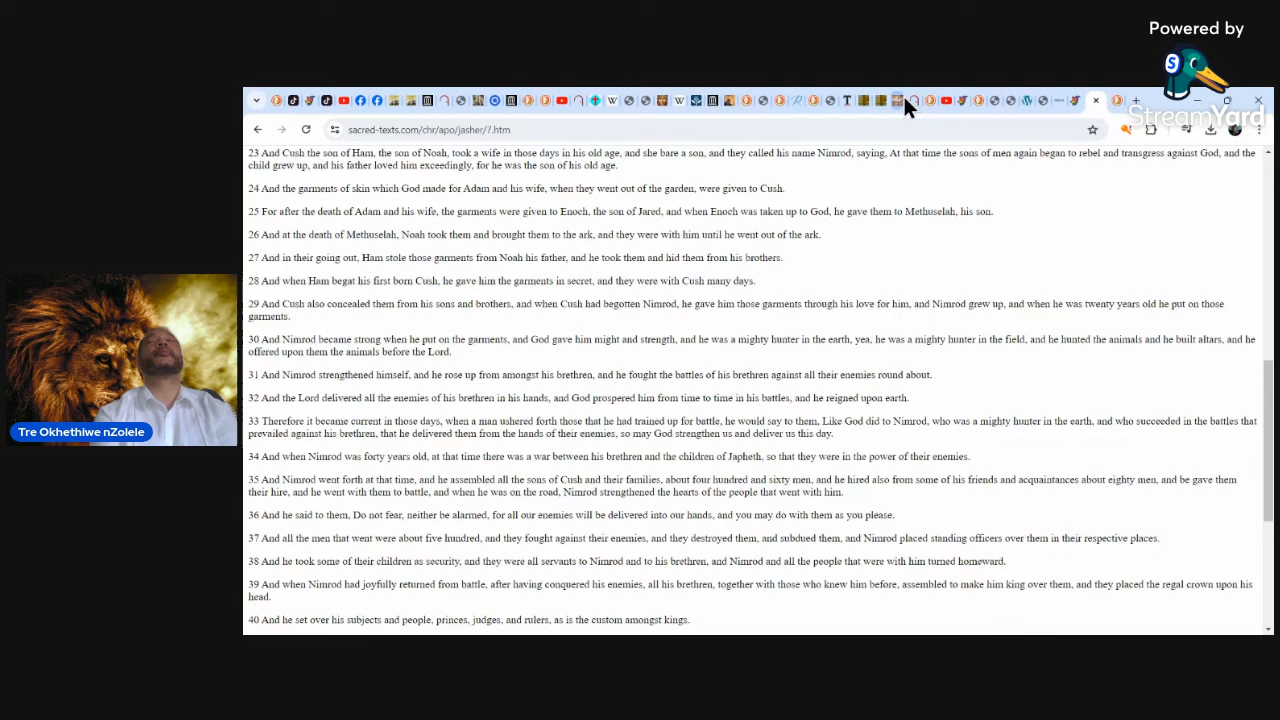 Powered by
S
StreamYard
sacred-texts.com/chr/apo/jasher/7.htm
23 And Cush the son of Ham, the son of Noah, took a wife in those days in his old age, and she bare a son, and they called his name Nimrod, saying, At that time the sons of men again began to rebel and transgress against God, and the
child grew up, and his father loved him exceedingly, for he was the son of his old age.
24 And the garments of skin which God made for Adam and his wife, when they went out of the garden, were given to Cush.
25 For after the death of Adam and his wife, the garments were given to Enoch, the son of Jared, and when Enoch was taken up to God, he gave them to Methuselah, his son.
26 And at the death of Methuselah, Noah took them and brought them to the ark, and they were with him until he went out of the ark.
27 And in their going out, Ham stole those garments from Noah his father, and he took them and hid them from his brothers.
28 And when Ham begat his first born Cush, he gave him the garments in secret, and they were with Cush many days.
29 And Cush also concealed them from his sons and brothers, and when Cush had begotten Nimrod, he gave him those garments through his love for him, and Nimrod grew up, and when he was twenty years old he put on those
garments.
30 And Nimrod became strong when he put on the garments, and God gave him might and strength, and he was a mighty hunter in the earth, yea, he was a mighty hunter in the field, and he hunted the animals and he built altars, and he
offered upon them the animals before the Lord.
31 And Nimrod strengthened himself, and he rose up from amongst his brethren, and he fought the battles of his brethren against all their enemies round about.
32 And the Lord delivered all the enemies of his brethren in his hands, and God prospered him from time to time in his battles, and he reigned upon earth.
33 Therefore it became current in those days, when a man ushered forth those that he had trained up for battle, he would say to them, Like God did to Nimrod, who was a mighty hunter in the earth, and who succeeded in the battles that
prevailed against his brethren, that he delivered them from the hands of their enemies, so may God strengthen us and deliver us this day.
34 And when Nimrod was forty years old, at that time there was a war between his brethren and the children of Japheth, so that they were in the power of their enemies.
35 And Nimrod went forth at that time, and he assembled all the sons of Cush and their families, about four hundred and sixty men, and he hired also from some of his friends and acquaintances about eighty men, and be gave them
their hire, and he went with them to battle, and when he was on the road, Nimrod strengthened the hearts of the people that went with him.
36 And he said to them, Do not fear, neither be alarmed, for all our enemies will be delivered into our hands, and you may do with them as you please.
37 And all the men that went were about five hundred, and they fought against their enemies, and they destroyed them, and subdued them, and Nimrod placed standing officers over them in their respective places.
38 And he took some of their children as security, and they were all servants to Nimrod and to his brethren, and Nimrod and all the people that were with him turned homeward.
39 And when Nimrod had joyfully returned from battle, after having conquered his enemies, all his brethren, together with those who knew him before, assembled to make him king over them, and they placed the regal crown upon his
head.
40 And he set over his subjects and people, princes, judges, and rulers, as is the custom amongst kings.
Tre Okhethiwe nZolele